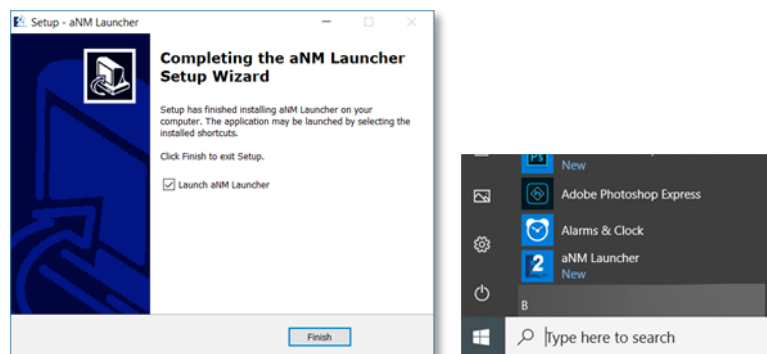 Setup - aNM Launcher
Completing the aNM Launcher
Setup Wizard
Setup has finished installing aNM Launcher on your
computer. The application may be launched by selecting the
installed shortcuts.
Click Finish to exit Setup.
Launch aNM Launcher
Finish
Ps
New
Adobe Photoshop Express
Alarms & Clock
2
aNM Launcher
New
B
Type here to search